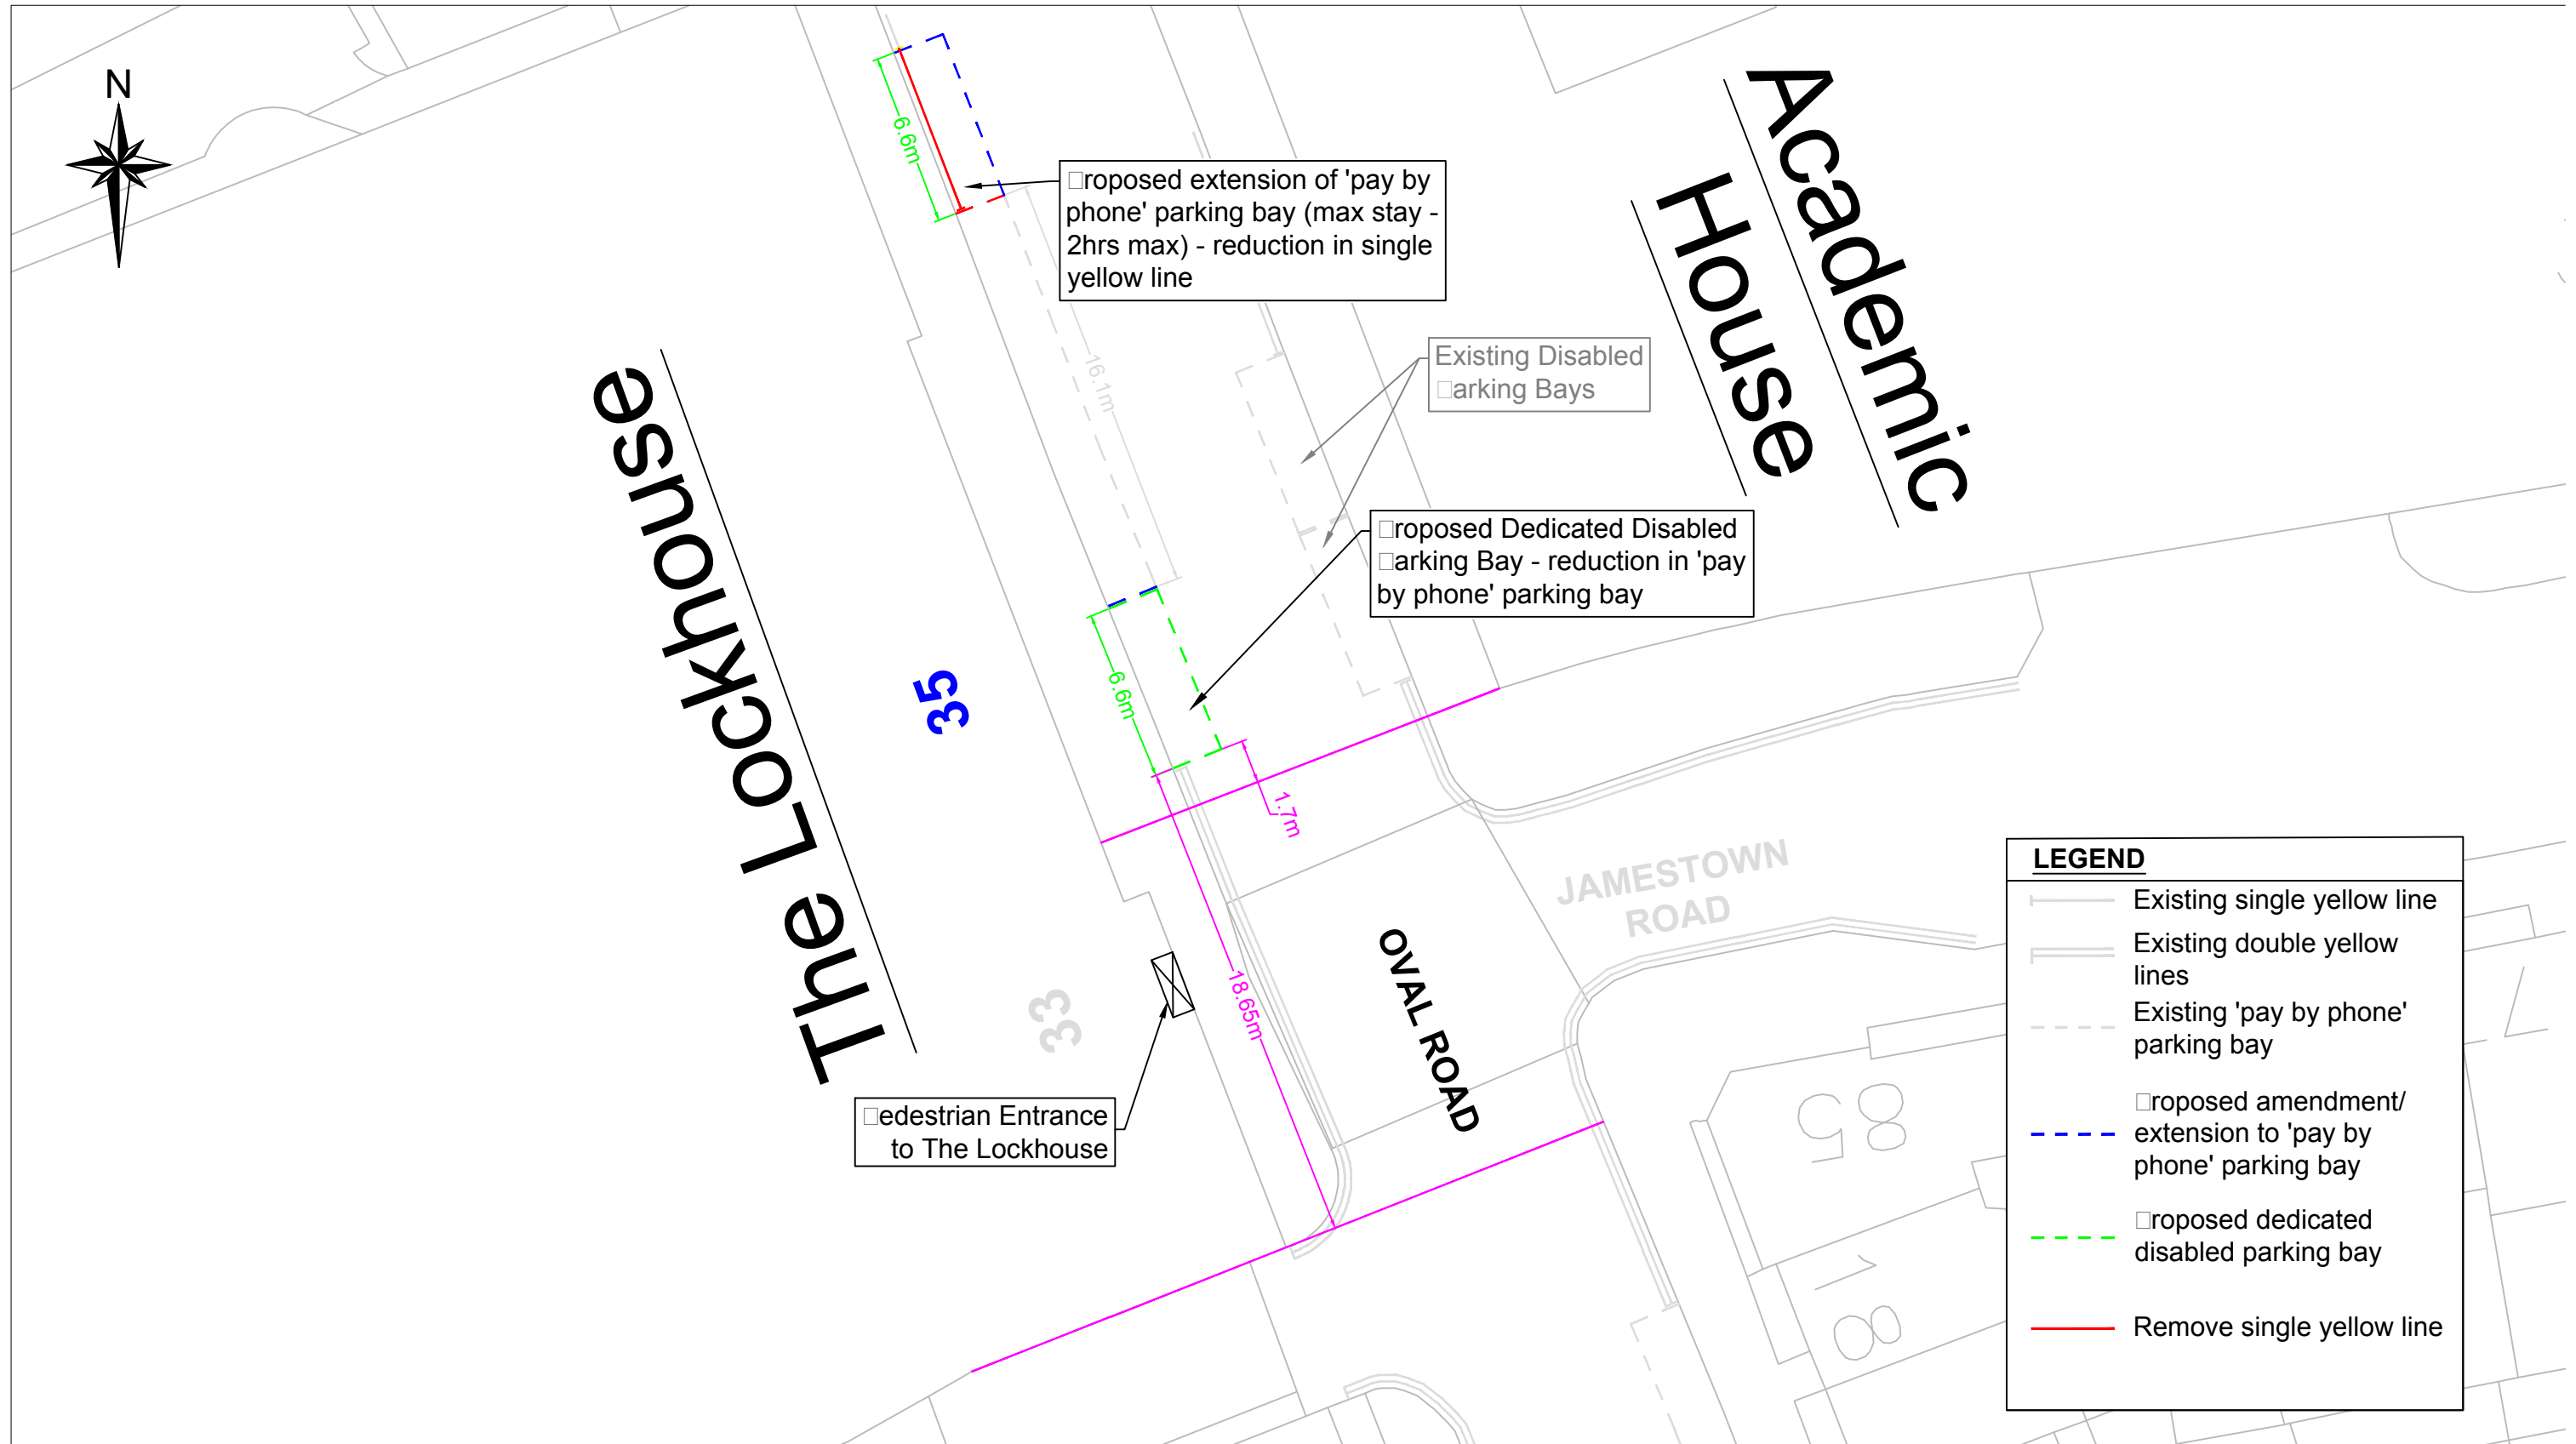 N
Academic
House
6.6m
□roposed extension of 'pay by
phone' parking bay (max stay -
2hrs max) - reduction in single
yellow line
16.1m
Existing Disabled
□arking Bays
□roposed Dedicated Disabled
□arking Bay - reduction in 'pay
by phone' parking bay
The Lockhouse
35
6.6m
1.7m
JAMESTOWN
ROAD
33
18.65m
OVAL ROAD
□edestrian Entrance
to The Lockhouse
85
81
7
LEGEND
Existing single yellow line
Existing double yellow
lines
Existing 'pay by phone'
parking bay
□roposed amendment/
extension to 'pay by
phone' parking bay
□roposed dedicated
disabled parking bay
Remove single yellow line